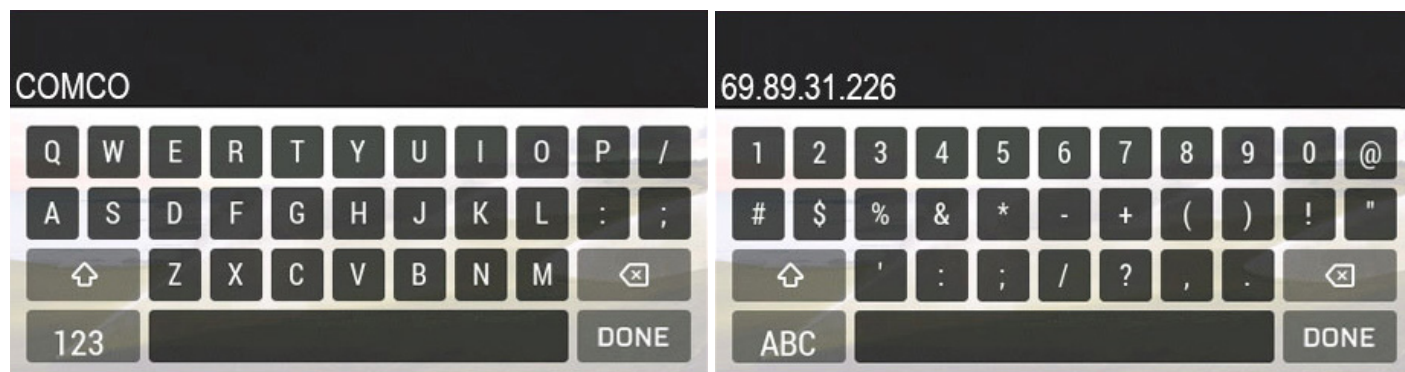 COMCO
Q W E R T Y U I O P /
A S D F G H J K L : ;
Z X C V B N M
123 DONE
69.89.31.226
1 2 3 4 5 6 7 8 9 0 @
# $ % & * - + ( ) ! "
' : ; / ? , .
ABC DONE